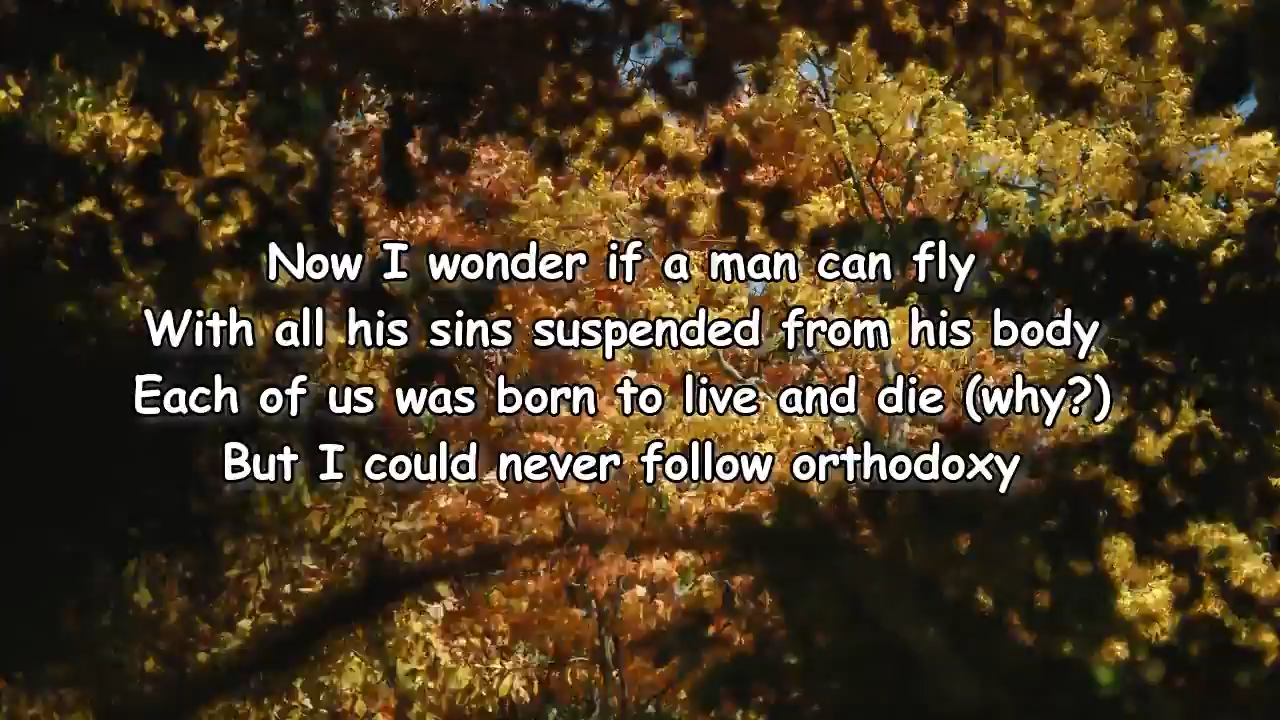 Now I wonder if a man can fly
With all his sins suspended from his body
Each of us was born to live and die (why?)
But I could never follow orthodoxy